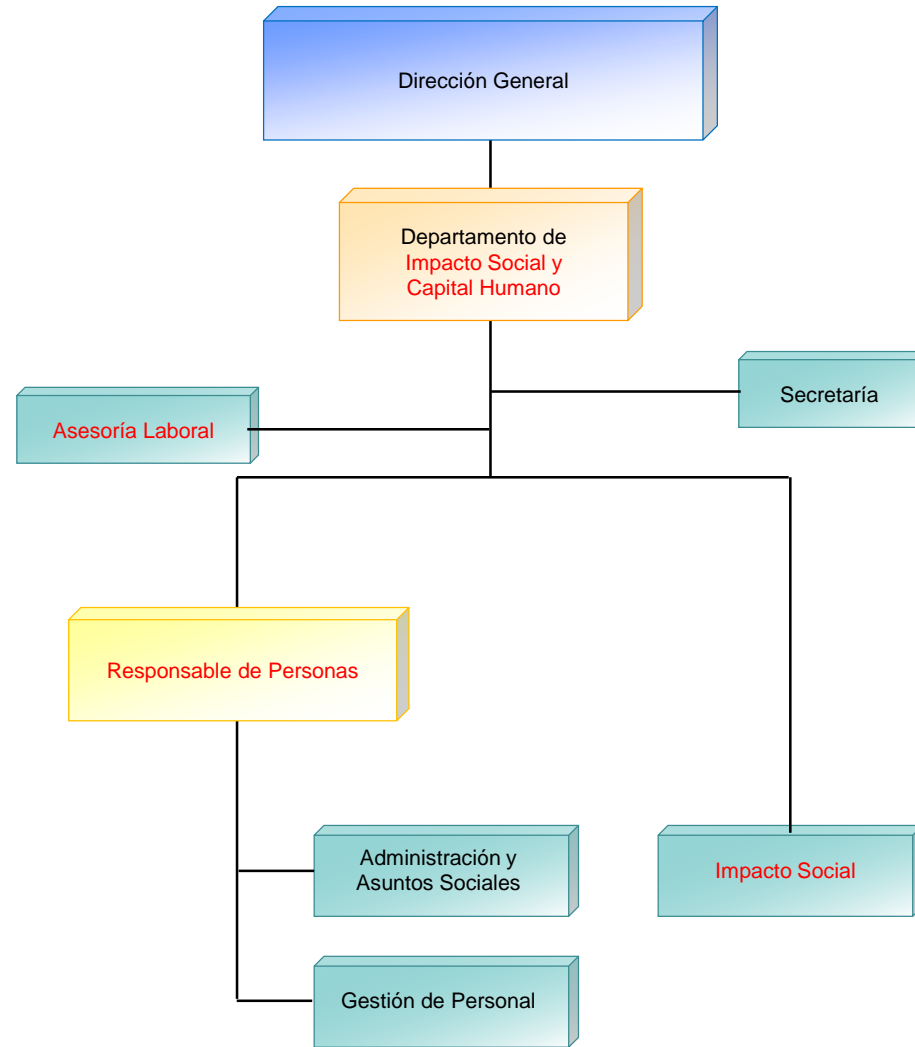 Dirección General
Departamento de
Impacto Social y
Capital Humano
Secretaría
Asesoría Laboral
Responsable de Personas
Administración y
Asuntos Sociales
Impacto Social
Gestión de Personal